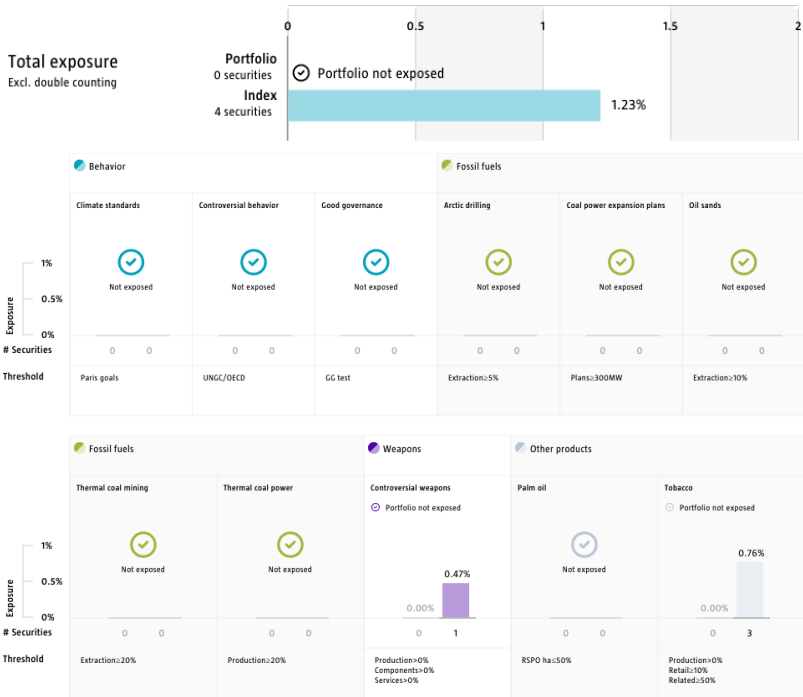 0 0.5 1 1.5 2
Total exposure
Excl. double counting
Portfolio
0 securities
Portfolio not exposed
Index
4 securities
1.23%
Behavior
Fossil fuels
Climate standards Controversial behavior Good governance Arctic drilling Coal power expansion plans Oil sands
Not exposed Not exposed Not exposed Not exposed Not exposed Not exposed
Exposure
1%
0.5%
0%
# Securities 0 0 0 0 0 0 0 0 0 0 0 0
Threshold Paris goals UNGC/OECD GG test Extraction≥5% Plans≥300MW Extraction≥10%
Fossil fuels Weapons Other products
Thermal coal mining Thermal coal power Controversial weapons Palm oil Tobacco
Portfolio not exposed Portfolio not exposed
Not exposed Not exposed Not exposed
Exposure
1%
0.5%
0%
0.00% 0.47% 0.00% 0.76%
# Securities 0 0 0 0 0 1 0 0 0 3
Threshold Extraction≥20% Production≥20% Production>0% RSPO ha≤50% Production>0%
Components>0% Retail≥10%
Services>0% Related≥50%